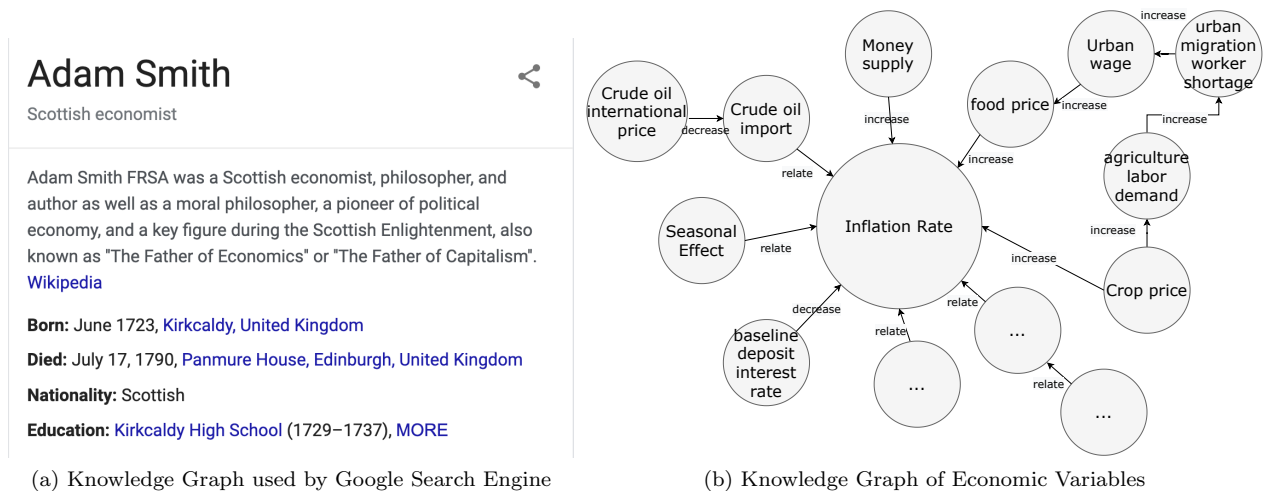 Adam Smith
Scottish economist
Adam Smith FRSA was a Scottish economist, philosopher, and
author as well as a moral philosopher, a pioneer of political
economy, and a key figure during the Scottish Enlightenment, also
known as "The Father of Economics" or "The Father of Capitalism".
Wikipedia
Born: June 1723, Kirkcaldy, United Kingdom
Died: July 17, 1790, Panmure House, Edinburgh, United Kingdom
Nationality: Scottish
Education: Kirkcaldy High School (1729–1737), MORE
(a) Knowledge Graph used by Google Search Engine
Crude oil
international
price
decrease
Crude oil
import
relate
Money
supply
increase
food price
increase
Urban
wage
increase
increase
urban
migration
worker
shortage
increase
agriculture
labor
demand
increase
Crop price
increase
Inflation Rate
Seasonal
Effect
relate
baseline
deposit
interest
rate
decrease
relate
...
relate
...
relate
...
(b) Knowledge Graph of Economic Variables